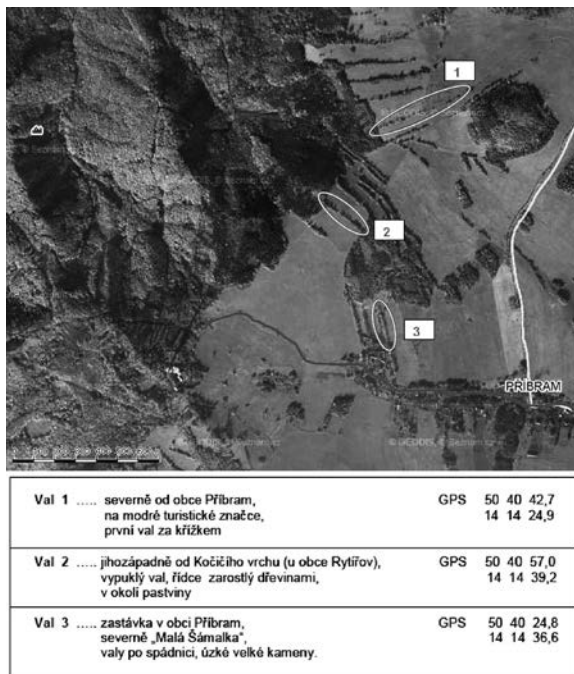 1
2
3
PŘÍBRAM
© GEODIS, © Seznam.cz
Val 1 ..... severně od obce Příbram, GPS 50 40 42,7
na modré turistické značce, 14 14 24,9
první val za křížkem
Val 2 ..... jihozápadně od Kočičího vrchu (u obce Rytířov), GPS 50 40 57,0
vypuklý val, řídce zarostlý dřevinami, 14 14 39,2
v okolí pastviny
Val 3 ..... zastávka v obci Příbram, GPS 50 40 24,8
severně „Malá Šámalka", 14 14 36,6
valy po spádnici, úzké velké kameny.